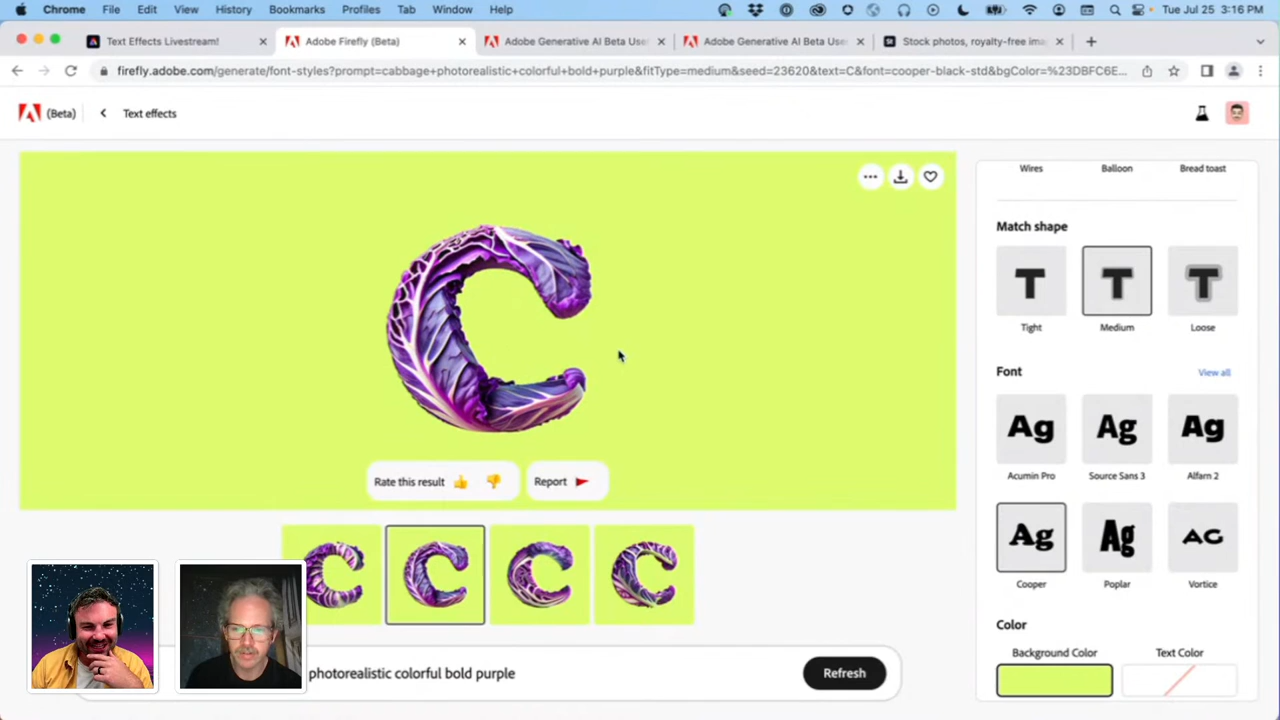 Chrome File Edit View History Bookmarks Profiles Tab Window Help Tue Jul 25 3:16 PM
Text Effects Livestream! Adobe Firefly (Beta) Adobe Generative AI Beta Use Adobe Generative AI Beta Use Stock photos, royalty-free ima
firefly.adobe.com/generate/font-styles?prompt=cabbage+photorealistic+colorful+bold+purple&fitType=medium&seed=23620&text=C&font=cooper-black-std&bgColor=%23DBFC6E...
(Beta) Text effects
Wires Balloon Bread toast
Match shape
T T T
Tight Medium Loose
Font View all
Ag Ag Ag
Acumin Pro Source Sans 3 Alfarn 2
Ag Ag AG
Cooper Poplar Vortice
Color
Background Color Text Color
C
Rate this result Report
C C C C
photorealistic colorful bold purple Refresh